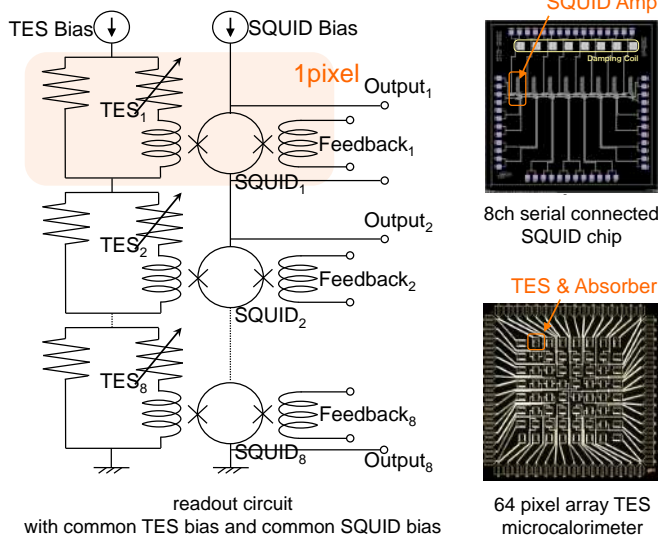 TES Bias
SQUID Bias
1pixel
Output1
TES1
Feedback1
SQUID1
Output2
TES2
Feedback2
SQUID2
TES8
Feedback8
SQUID8
Output8
readout circuit
with common TES bias and common SQUID bias
SQUID Amp
Damping Coil
8ch serial connected
SQUID chip
TES & Absorber
64 pixel array TES
microcalorimeter